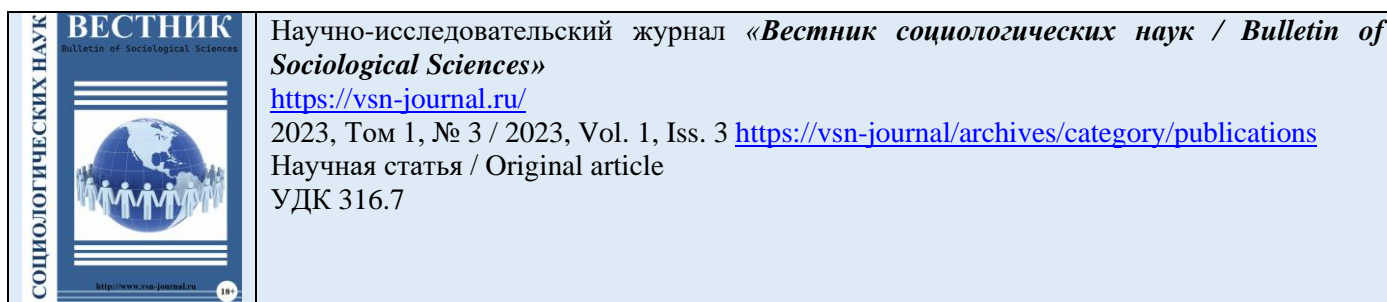 СОЦИОЛОГИЧЕСКИХ НАУК
ВЕСТНИК
Bulletin of Sociological Sciences
http://www.vsn-journal.ru
18+
Научно-исследовательский журнал «Вестник социологических наук / Bulletin of
Sociological Sciences»
https://vsn-journal.ru/
2023, Том 1, № 3 / 2023, Vol. 1, Iss. 3 https://vsn-journal/archives/category/publications
Научная статья / Original article
УДК 316.7